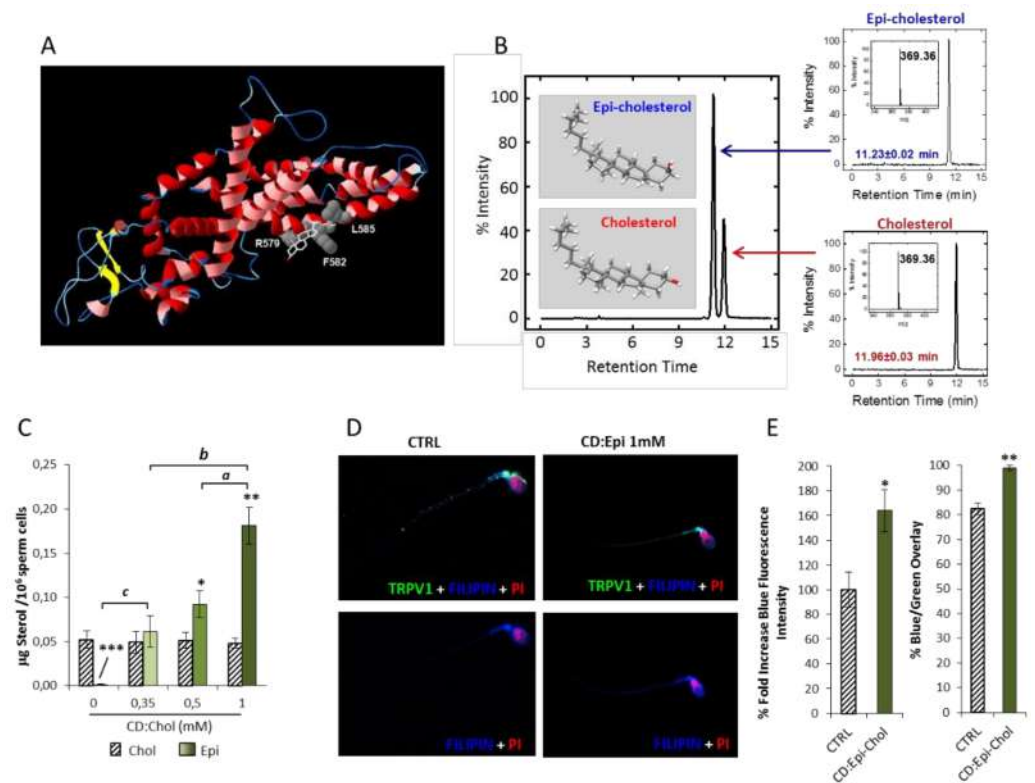 A
R579
F582
L585
B
Epi-cholesterol
Cholesterol
% Intensity
100
80
60
40
20
0
0 3 6 9 12 15
Retention Time
Epi-cholesterol
% Intensity
100
80
60
40
20
0
369.36
11.23±0.02 min
0 3 6 9 12 15
Retention Time (min)
Cholesterol
% Intensity
100
80
60
40
20
0
369.36
11.96±0.03 min
0 3 6 9 12 15
Retention Time (min)
C
µg Sterol /10⁶ sperm cells
0,25
0,20
0,15
0,10
0,05
0,00
b
a
**
c
*
***
0 0,35 0,5 1
CD:Chol (mM)
Chol Epi
D
CTRL CD:Epi 1mM
TRPV1 + FILIPIN + PI TRPV1 + FILIPIN + PI
FILIPIN + PI FILIPIN + PI
E
% Fold Increase Blue Fluorescence
Intensity
200
180
160
140
120
100
80
60
40
20
0
*
CTRL
CD:Epi-Chol
% Blue/Green Overlay
100
90
80
70
60
50
40
30
20
10
0
**
CTRL
CD:Epi-Chol